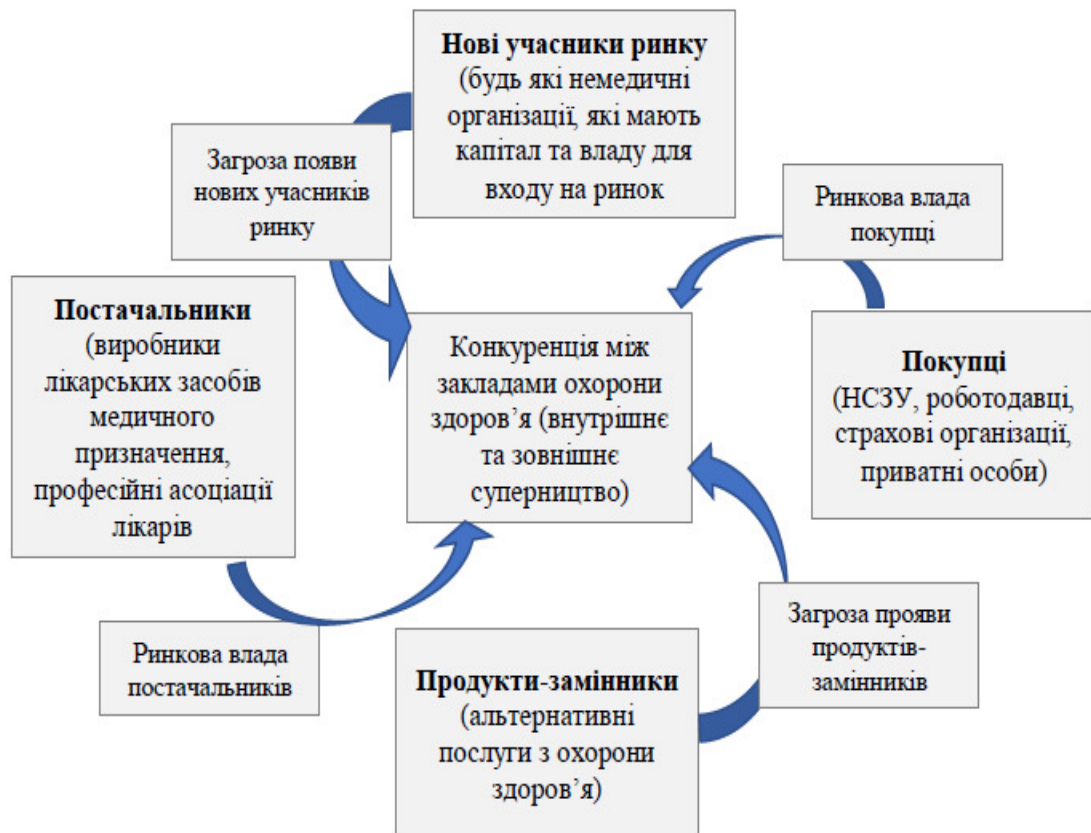 Нові учасники ринку
(будь які немедичні
організації, які мають
капітал та владу для
входу на ринок
Загроза появи
нових учасників
ринку
Ринкова влада
покупці
Постачальники
(виробники
лікарських засобів
медичного
призначення,
професійні асоціації
лікарів
Конкуренція між
закладами охорони
здоров’я (внутрішнє
та зовнішнє
суперництво)
Покупці
(НСЗУ, роботодавці,
страхові організації,
приватні особи)
Ринкова влада
постачальників
Продукти-замінники
(альтернативні
послуги з охорони
здоров’я)
Загроза прояви
продуктів-
замінників